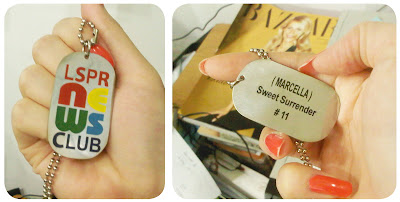 LSPR
news
CLUB
BAZAAR
( MARCELLA )
Sweet Surrender
# 11